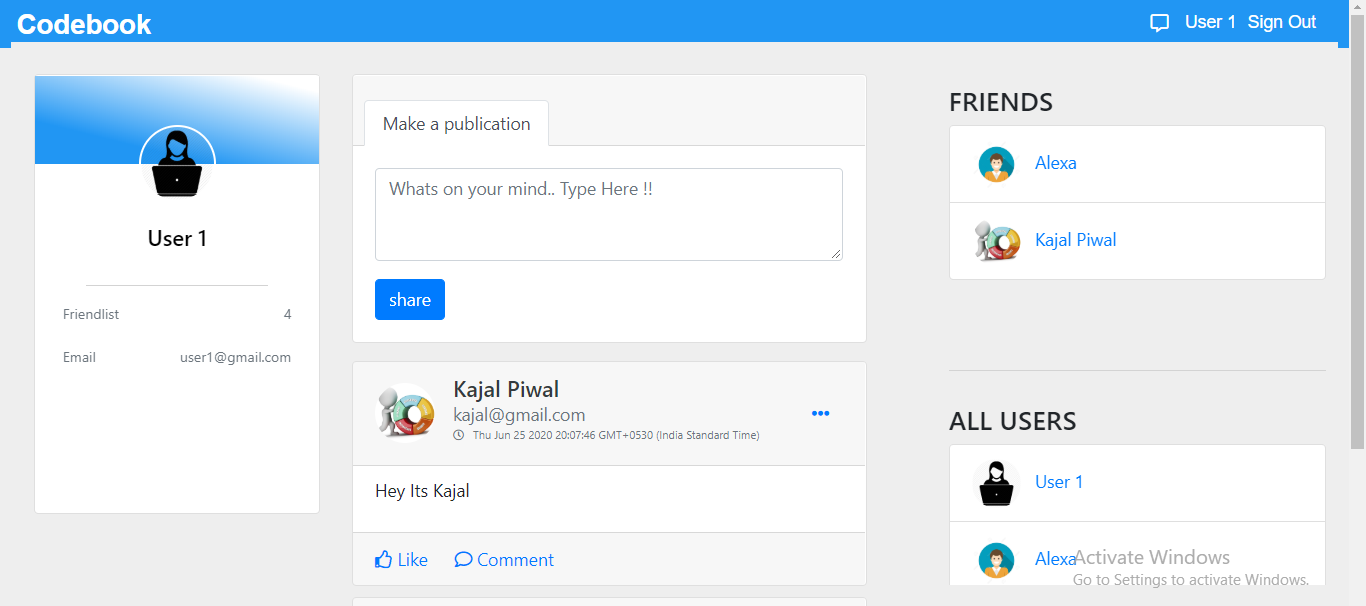 Codebook
User 1 Sign Out
User 1
Friendlist 4
Email user1@gmail.com
Make a publication
Whats on your mind.. Type Here !!
share
Kajal Piwal
kajal@gmail.com
Thu Jun 25 2020 20:07:46 GMT+0530 (India Standard Time)
Hey Its Kajal
Like Comment
FRIENDS
Alexa
Kajal Piwal
ALL USERS
User 1
Alexa
Activate Windows
Go to Settings to activate Windows.